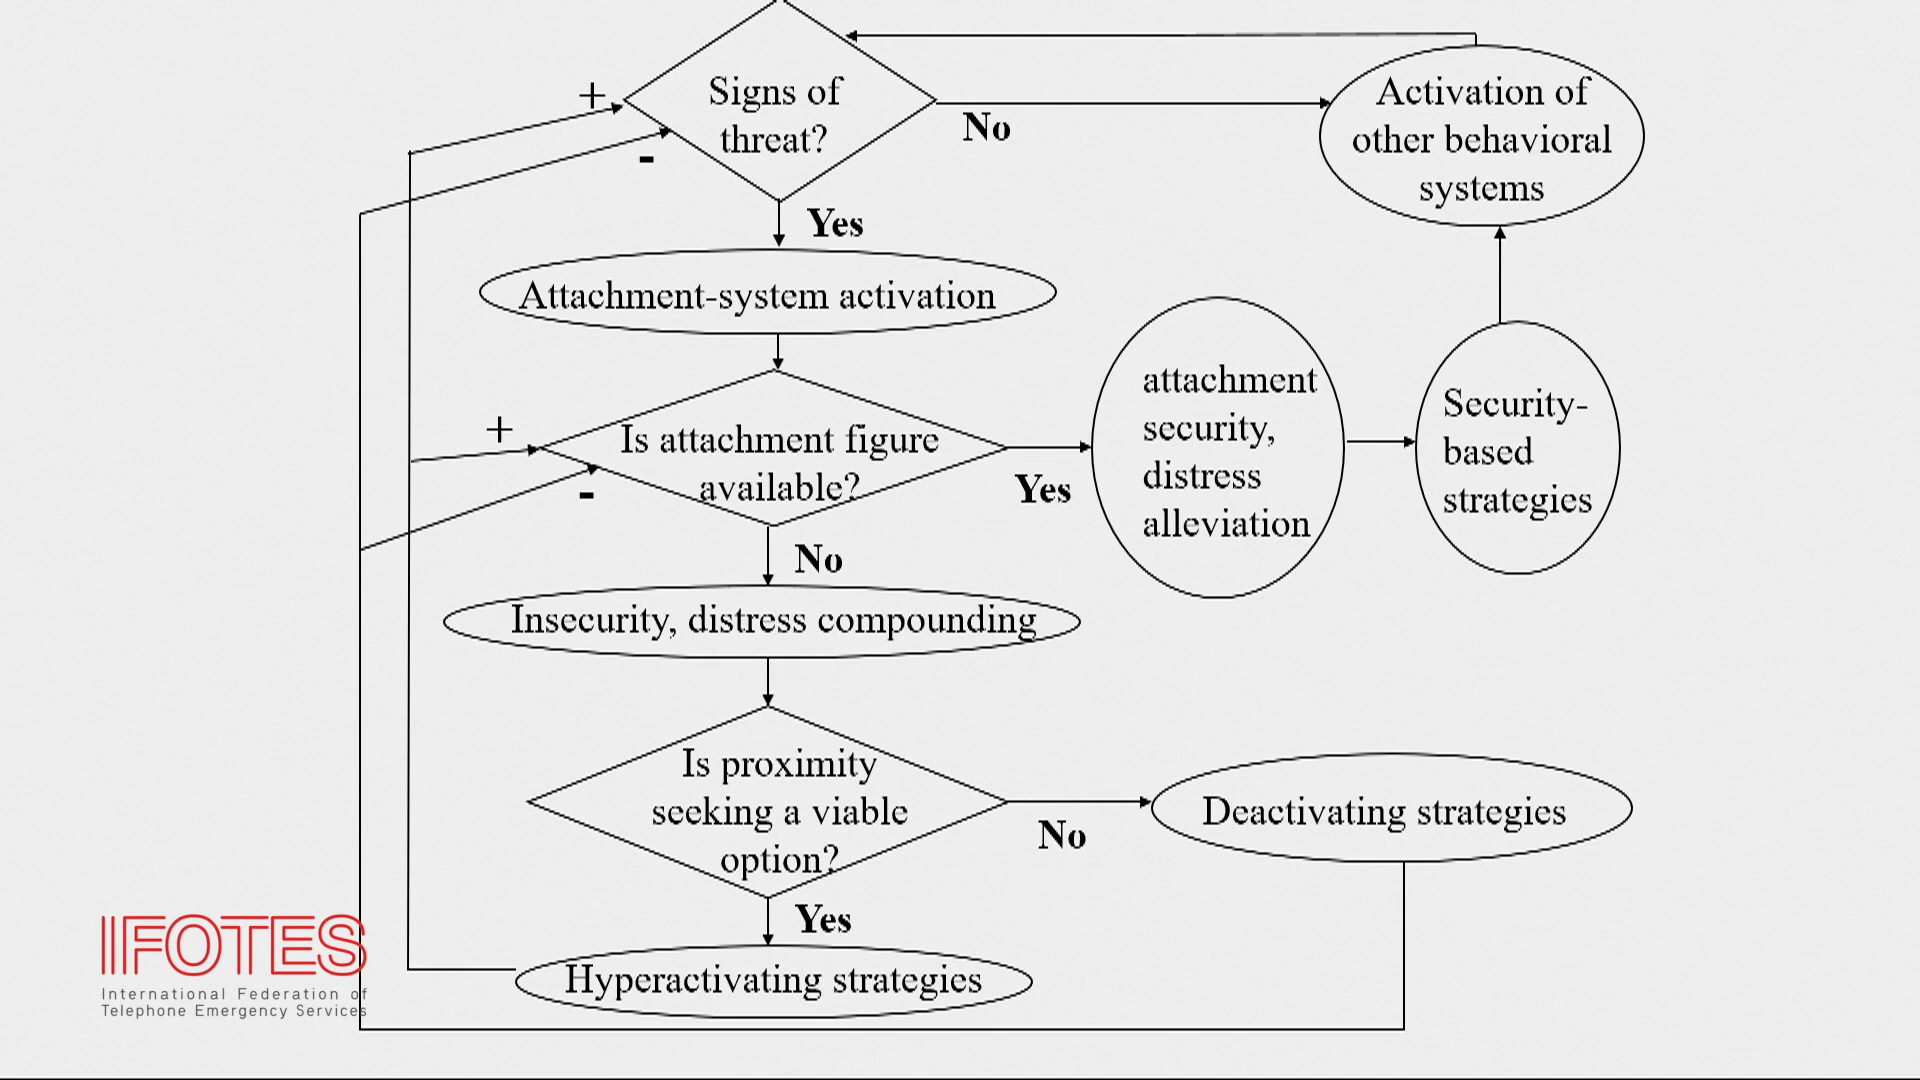 +
Signs of
threat?
-
No
Activation of
other behavioral
systems
Yes
Attachment-system activation
+
Is attachment figure
available?
-
Yes
attachment
security,
distress
alleviation
Security-
based
strategies
No
Insecurity, distress compounding
Is proximity
seeking a viable
option?
No
Deactivating strategies
Yes
Hyperactivating strategies
IFOTES
International Federation of
Telephone Emergency Services